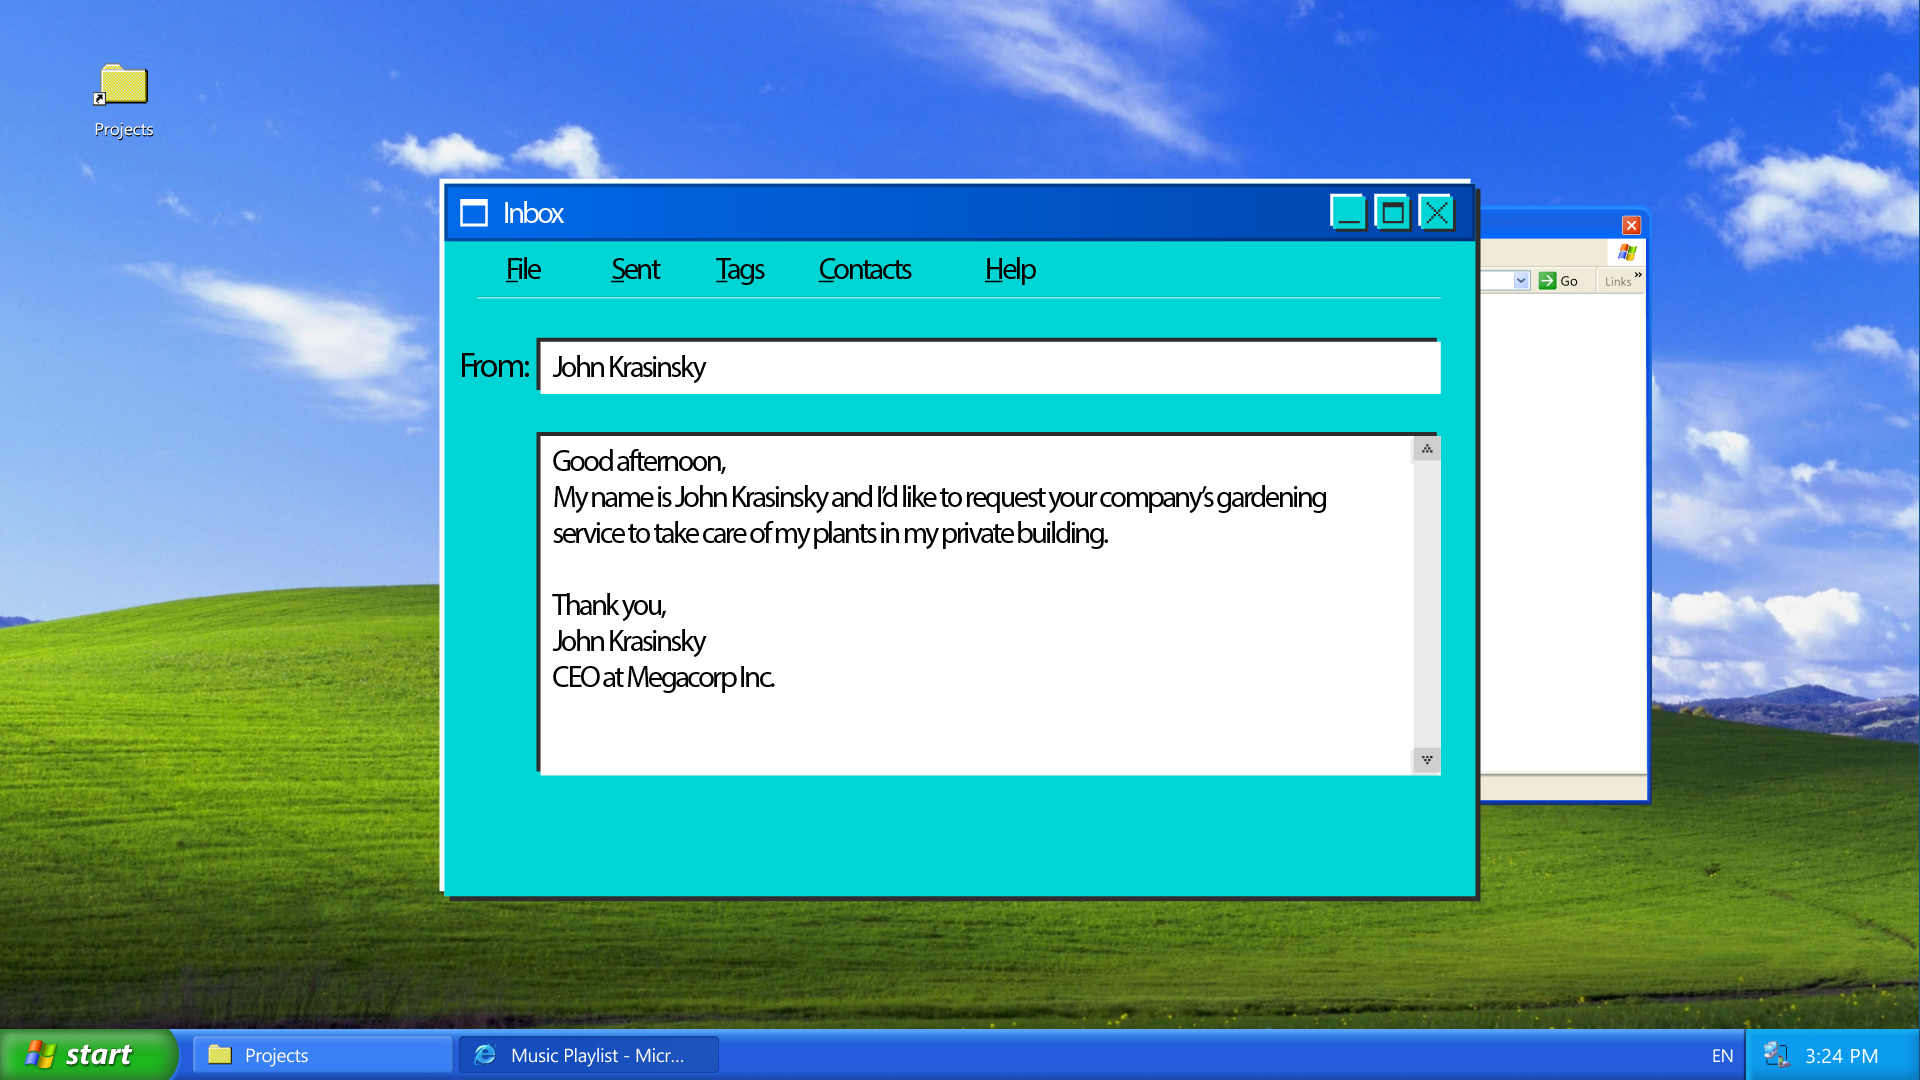 Projects
Inbox
File Sent Tags Contacts Help
Go Links »
From: John Krasinsky
Good afternoon,
My name is John Krasinsky and I'd like to request your company's gardening
service to take care of my plants in my private building.
Thank you,
John Krasinsky
CEO at Megacorp Inc.
start Projects Music Playlist - Micr... EN 3:24 PM